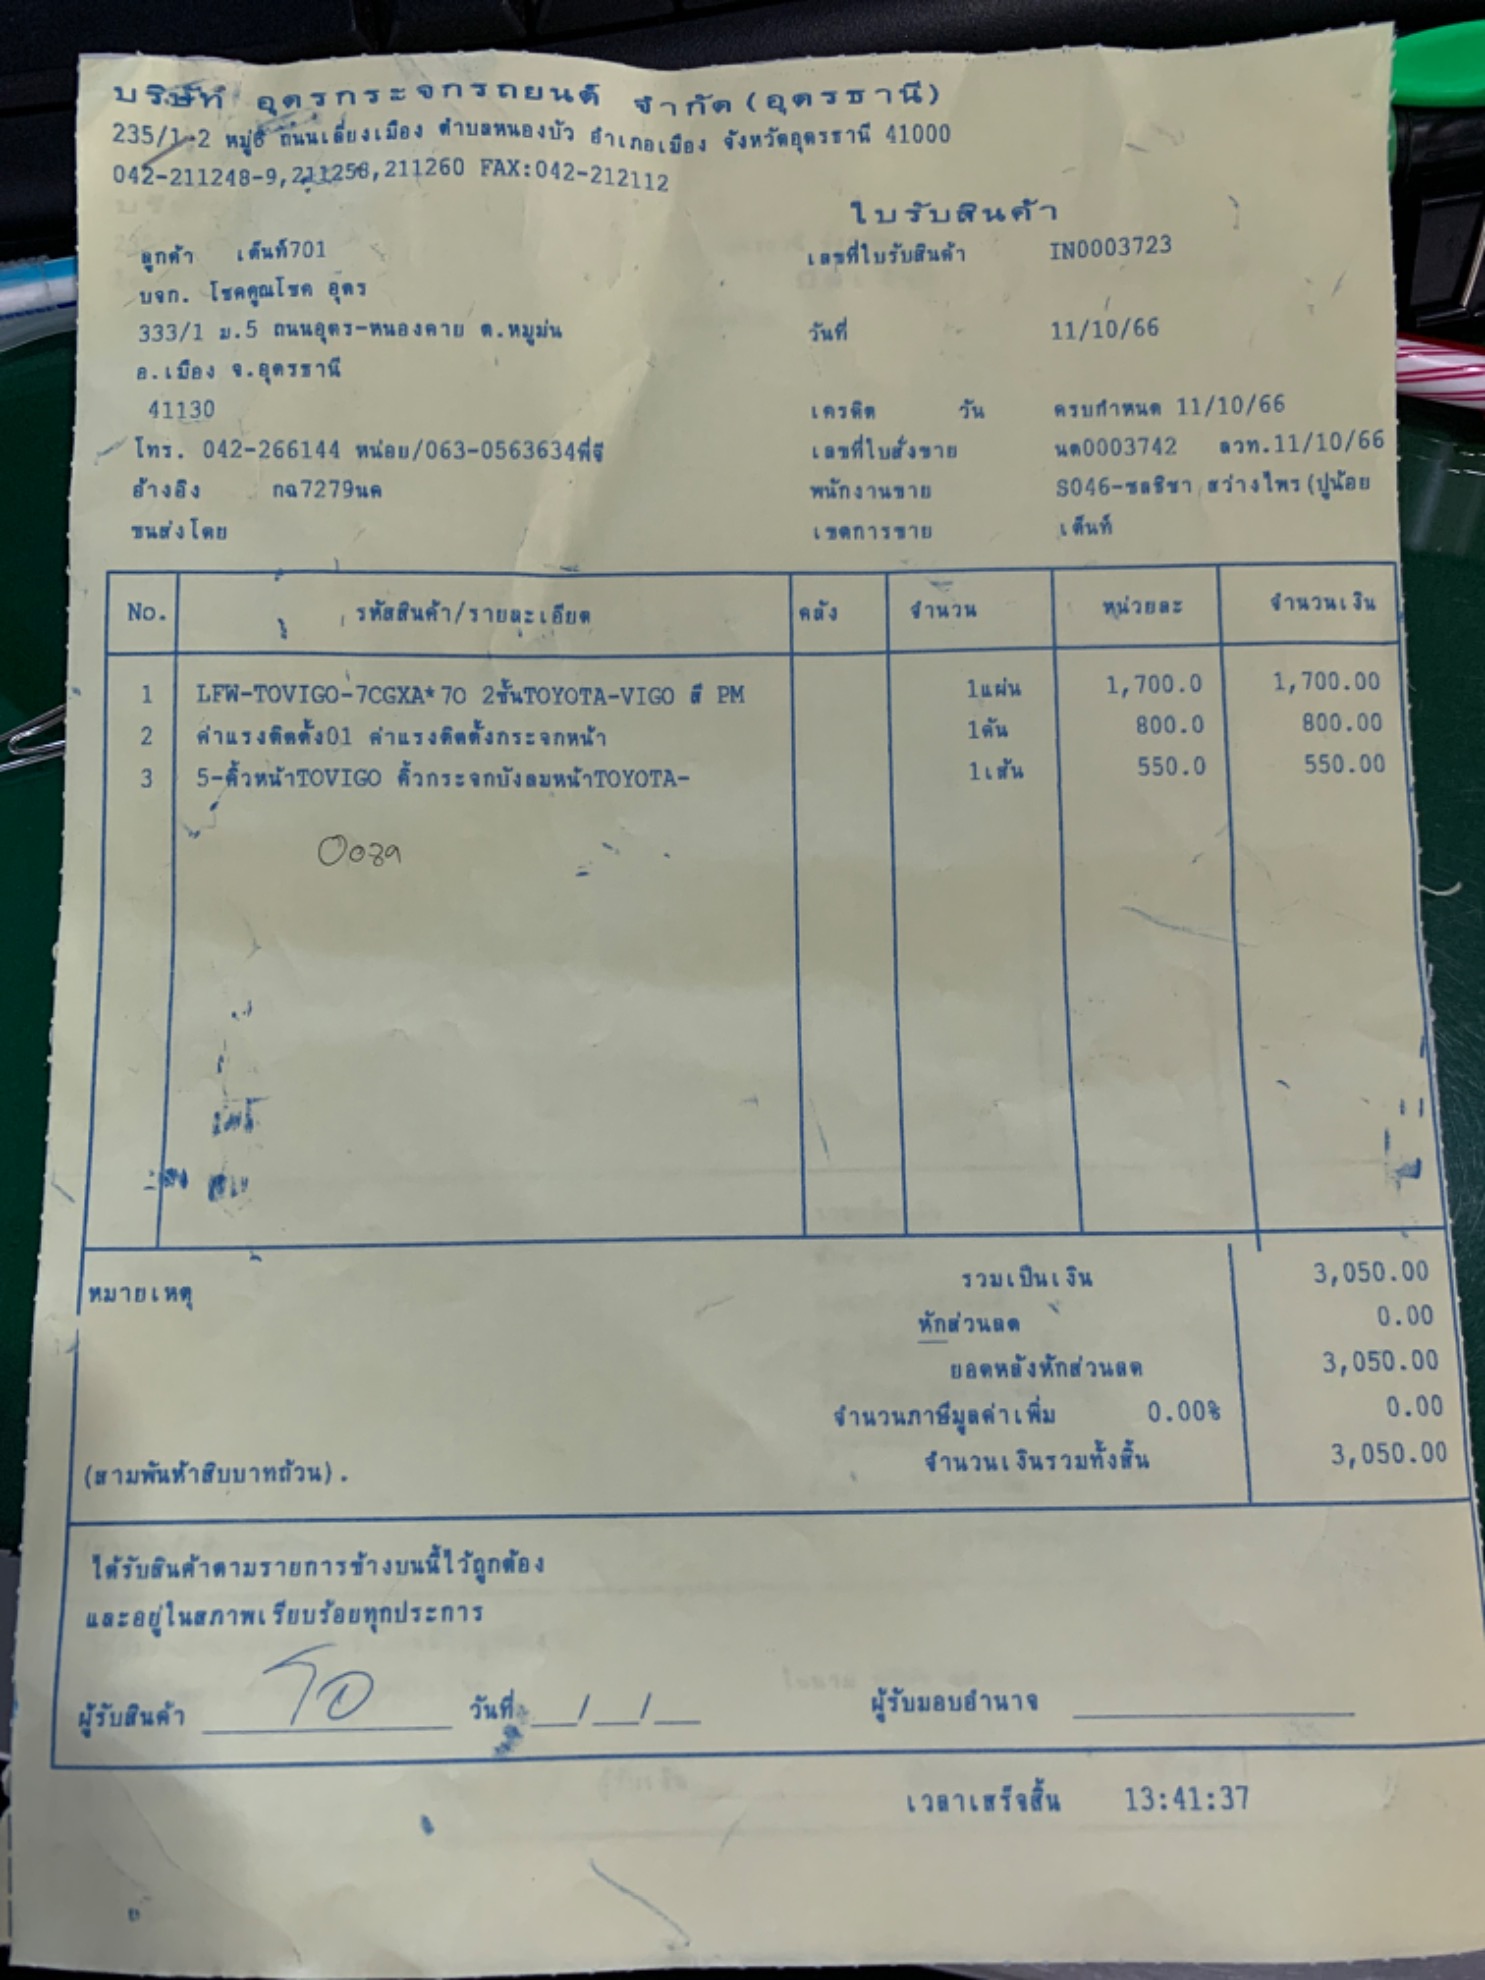 บริษัท อุดรกระจกรถยนต์ จำกัด(อุดรธานี)
235/1-2 หมู่6 ถนนเลี่ยงเมือง ตำบลหนองบัว อำเภอเมือง จังหวัดอุดรธานี 41000
042-211248-9,211258,211260 FAX:042-212112
ใบรับสินค้า
ลูกค้า เต็นท์701 เลขที่ใบรับสินค้า IN0003723
บจก. โชคคูณโชค อุดร
333/1 ม.5 ถนนอุดร-หนองคาย ต.หมูม่น วันที่ 11/10/66
อ.เมือง จ.อุดรธานี
41130 เครดิต วัน ครบกำหนด 11/10/66
โทร. 042-266144 หน่อย/063-0563634พี่จี เลขที่ใบสั่งขาย นด0003742 ลวท.11/10/66
อ้างอิง กฉ7279นค พนักงานขาย S046-ชลธิชา สว่างไพร(ปูน้อย
ขนส่งโดย เขตการขาย เต็นท์
No. รหัสสินค้า/รายละเอียด คลัง จำนวน หน่วยละ จำนวนเงิน
1 LFW-TOVIGO-7CGXA*70 2ชั้นTOYOTA-VIGO สี PM 1แผ่น 1,700.0 1,700.00
2 ค่าแรงติดตั้ง01 ค่าแรงติดตั้งกระจกหน้า 1คัน 800.0 800.00
3 5-คิ้วหน้าTOVIGO คิ้วกระจกบังลมหน้าTOYOTA- 1เส้น 550.0 550.00
รวมเป็นเงิน 3,050.00
หมายเหตุ
หักส่วนลด 0.00
ยอดหลังหักส่วนลด 3,050.00
จำนวนภาษีมูลค่าเพิ่ม 0.00% 0.00
(สามพันห้าสิบบาทถ้วน). จำนวนเงินรวมทั้งสิ้น 3,050.00
ได้รับสินค้าตามรายการข้างบนนี้ไว้ถูกต้อง
และอยู่ในสภาพเรียบร้อยทุกประการ
ผู้รับสินค้า วันที่ __/__/__ ผู้รับมอบอำนาจ
เวลาเสร็จสิ้น 13:41:37